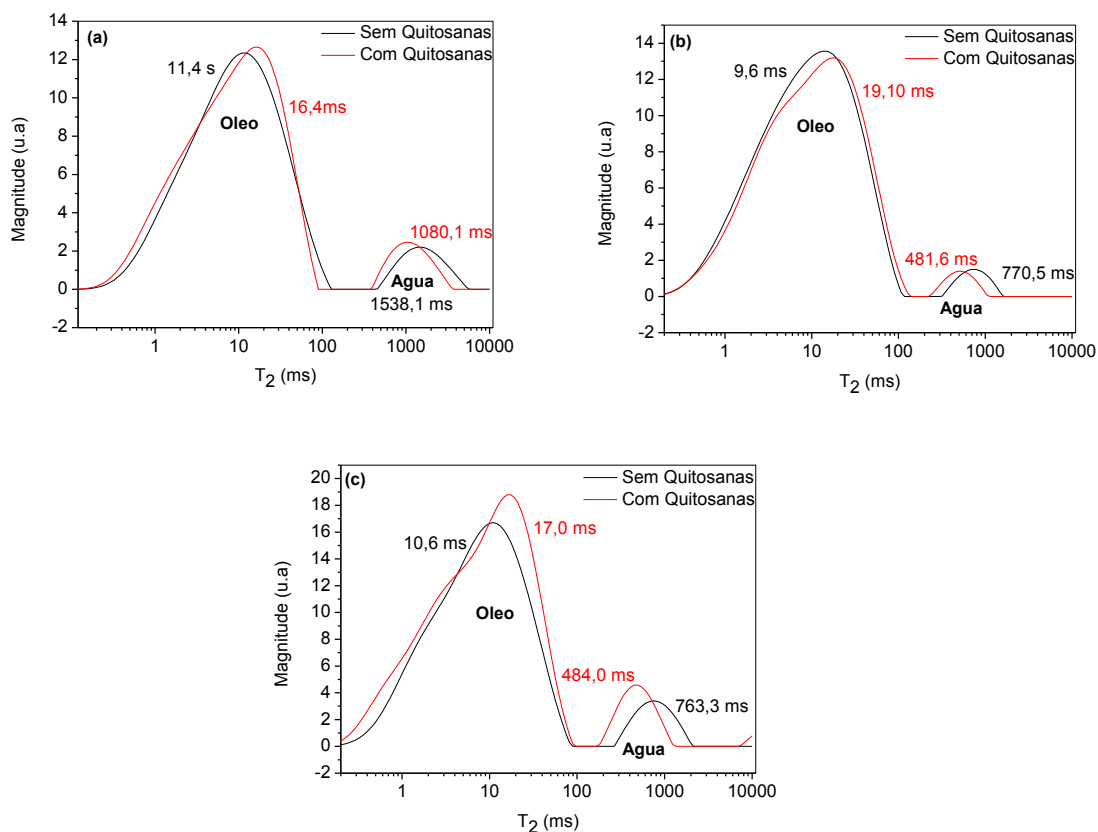 (a)
Sem Quitosanas
Com Quitosanas
11,4 s
16,4ms
Oleo
1080,1 ms
Agua
1538,1 ms
Magnitude (u.a)
14
12
10
8
6
4
2
0
-2
1
10
100
1000
10000
T2 (ms)
(b)
Sem Quitosanas
Com Quitosanas
9,6 ms
19,10 ms
Oleo
481,6 ms
770,5 ms
Agua
Magnitude (u.a)
14
12
10
8
6
4
2
0
-2
1
10
100
1000
10000
T2 (ms)
(c)
Sem Quitosanas
Com Quitosanas
10,6 ms
17,0 ms
Oleo
484,0 ms
763,3 ms
Agua
Magnitude (u.a)
20
18
16
14
12
10
8
6
4
2
0
-2
1
10
100
1000
10000
T2 (ms)